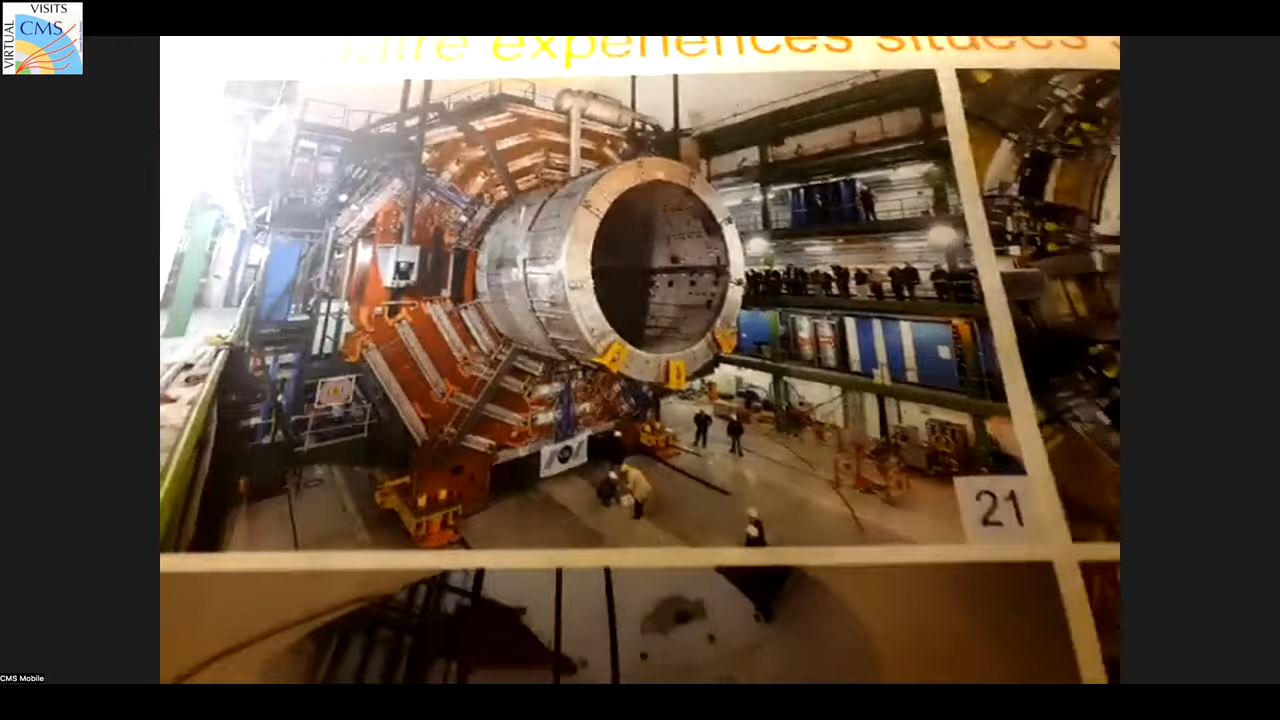 VISITS
VIRTUAL
CMS
expériences situées
21
CMS Mobile